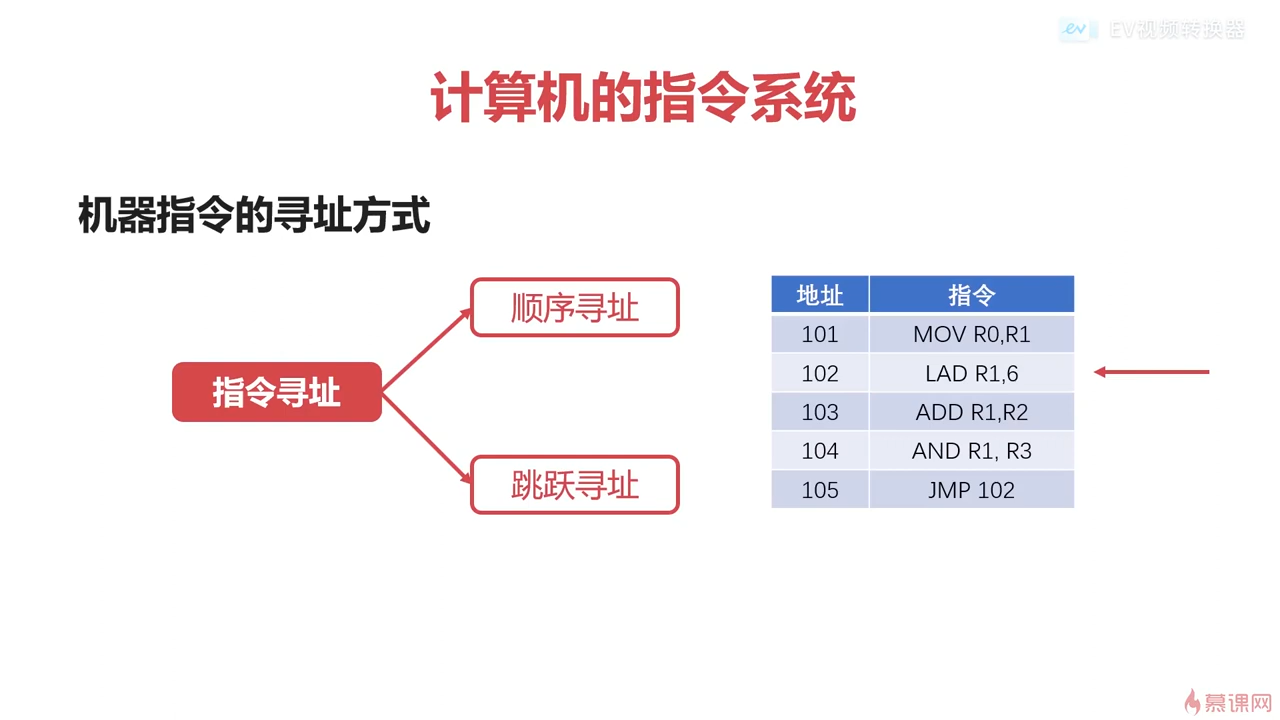 ev EV视频转换器
计算机的指令系统
机器指令的寻址方式
指令寻址
顺序寻址
跳跃寻址
地址 指令
101 MOV R0,R1
102 LAD R1,6
103 ADD R1,R2
104 AND R1, R3
105 JMP 102
慕课网